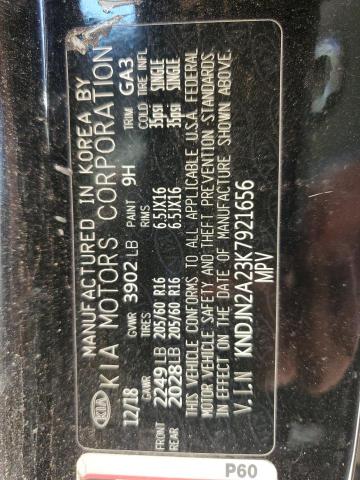 MANUFACTURED IN KOREA BY
KIA KIA MOTORS CORPORATION
12/18 GVWR 3902 LB PAINT 9H TRIM GA3
GAWR TIRES RIMS COLD TIRE INFL
FRONT 2249 LB 205/60 R16 6.5JX16 35psi SINGLE
REAR 2028 LB 205/60 R16 6.5JX16 35psi SINGLE
THIS VEHICLE CONFORMS TO ALL APPLICABLE U.S.A. FEDERAL
MOTOR VEHICLE SAFETY AND THEFT PREVENTION STANDARDS
IN EFFECT ON THE DATE OF MANUFACTURE SHOWN ABOVE.
V.I.N KNDJN2A23K7921656
MPV
P60